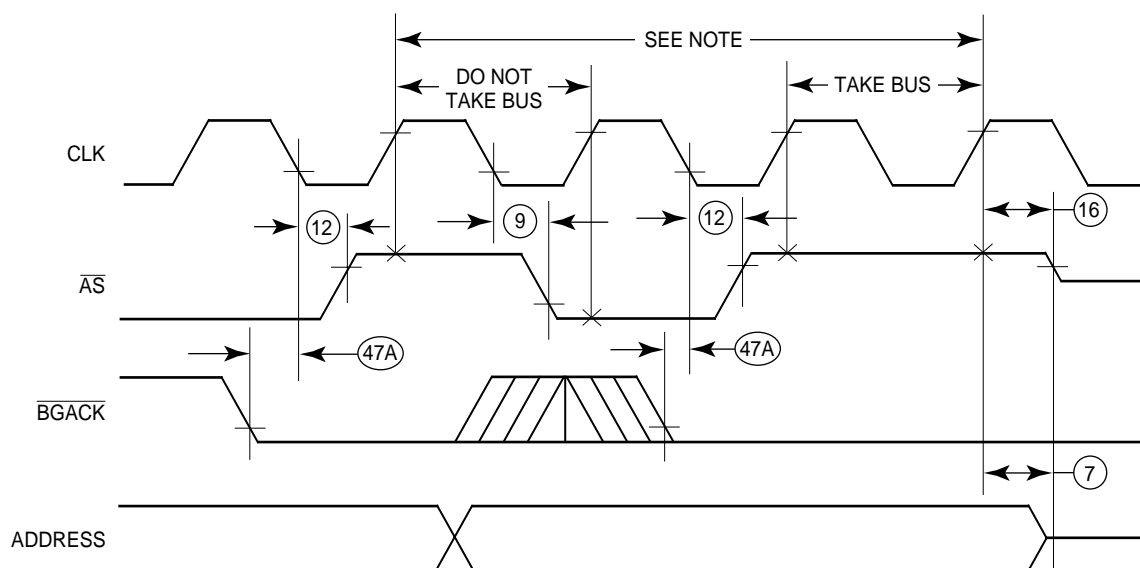 SEE NOTE
DO NOT
TAKE BUS
TAKE BUS
CLK
12
9
12
16
AS
47A
47A
BGACK
7
ADDRESS